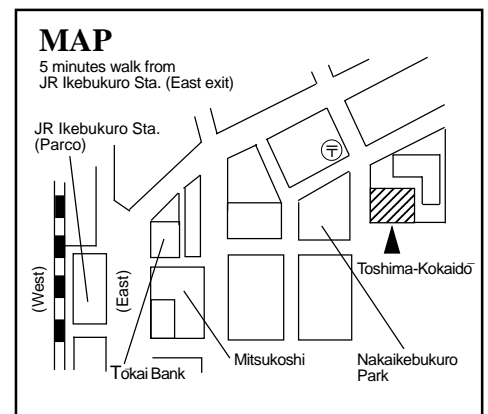 MAP
5 minutes walk from
JR Ikebukuro Sta. (East exit)
JR Ikebukuro Sta.
(Parco)
〒
(West)
(East)
Toshima-Kokaidō
Tokai Bank
Mitsukoshi
Nakaikebukuro
Park